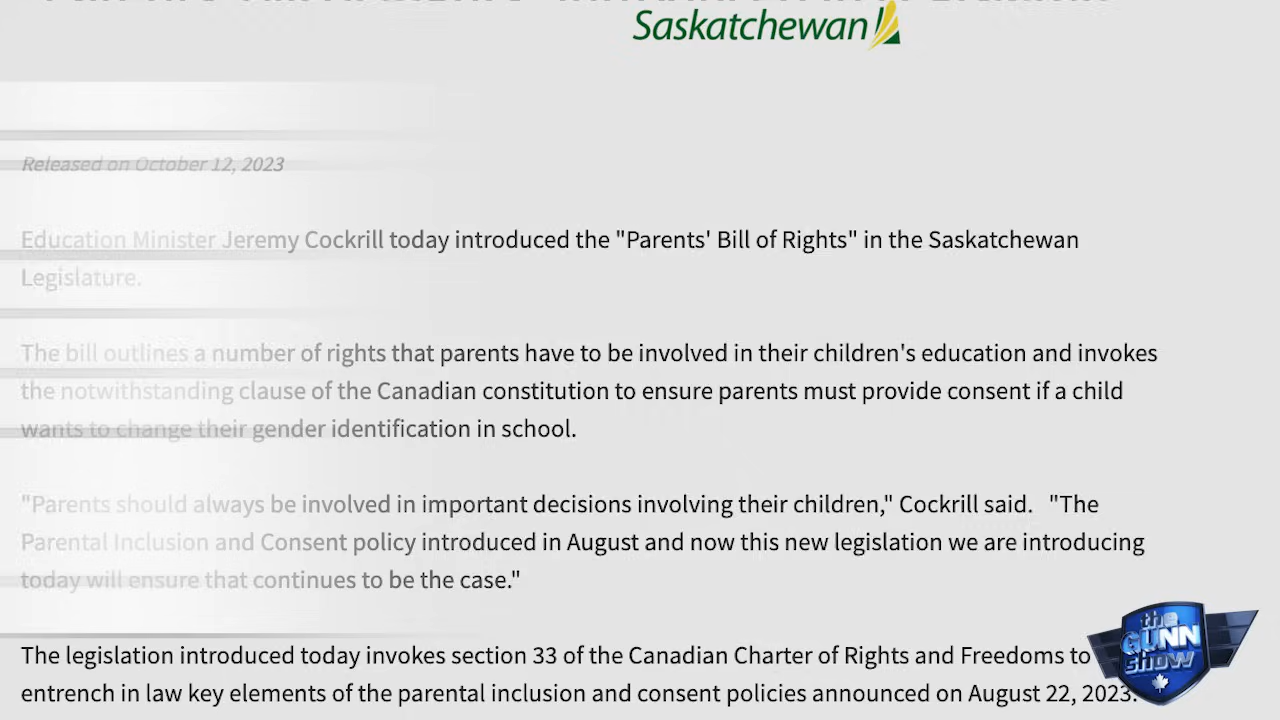 Saskatchewan
Released on October 12, 2023
Education Minister Jeremy Cockrill today introduced the "Parents' Bill of Rights" in the Saskatchewan
Legislature.
The bill outlines a number of rights that parents have to be involved in their children's education and invokes
the notwithstanding clause of the Canadian constitution to ensure parents must provide consent if a child
wants to change their gender identification in school.
"Parents should always be involved in important decisions involving their children," Cockrill said. "The
Parental Inclusion and Consent policy introduced in August and now this new legislation we are introducing
today will ensure that continues to be the case."
The legislation introduced today invokes section 33 of the Canadian Charter of Rights and Freedoms to
entrench in law key elements of the parental inclusion and consent policies announced on August 22, 2023.
the
GUNN
show